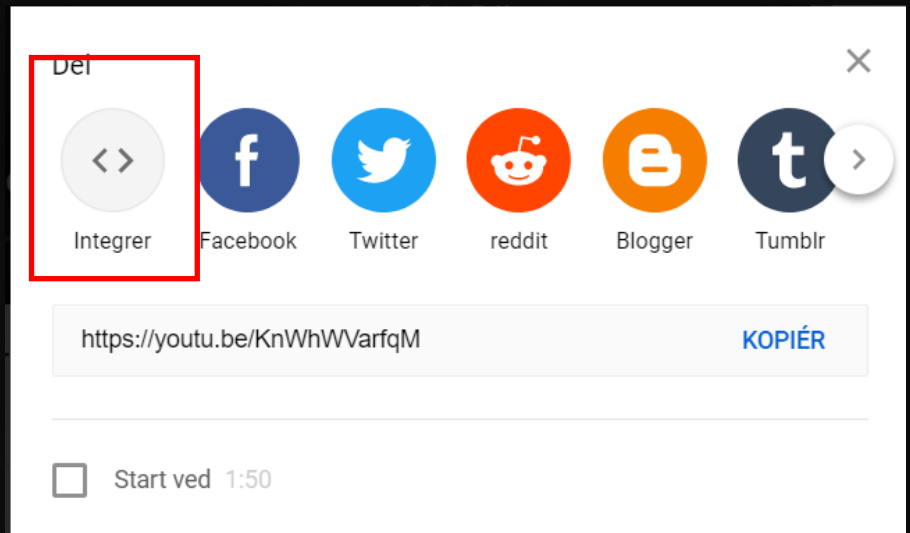 Del
Integrer
Facebook
Twitter
reddit
Blogger
Tumblr
https://youtu.be/KnWhWVarfqM
KOPIÉR
Start ved 1:50